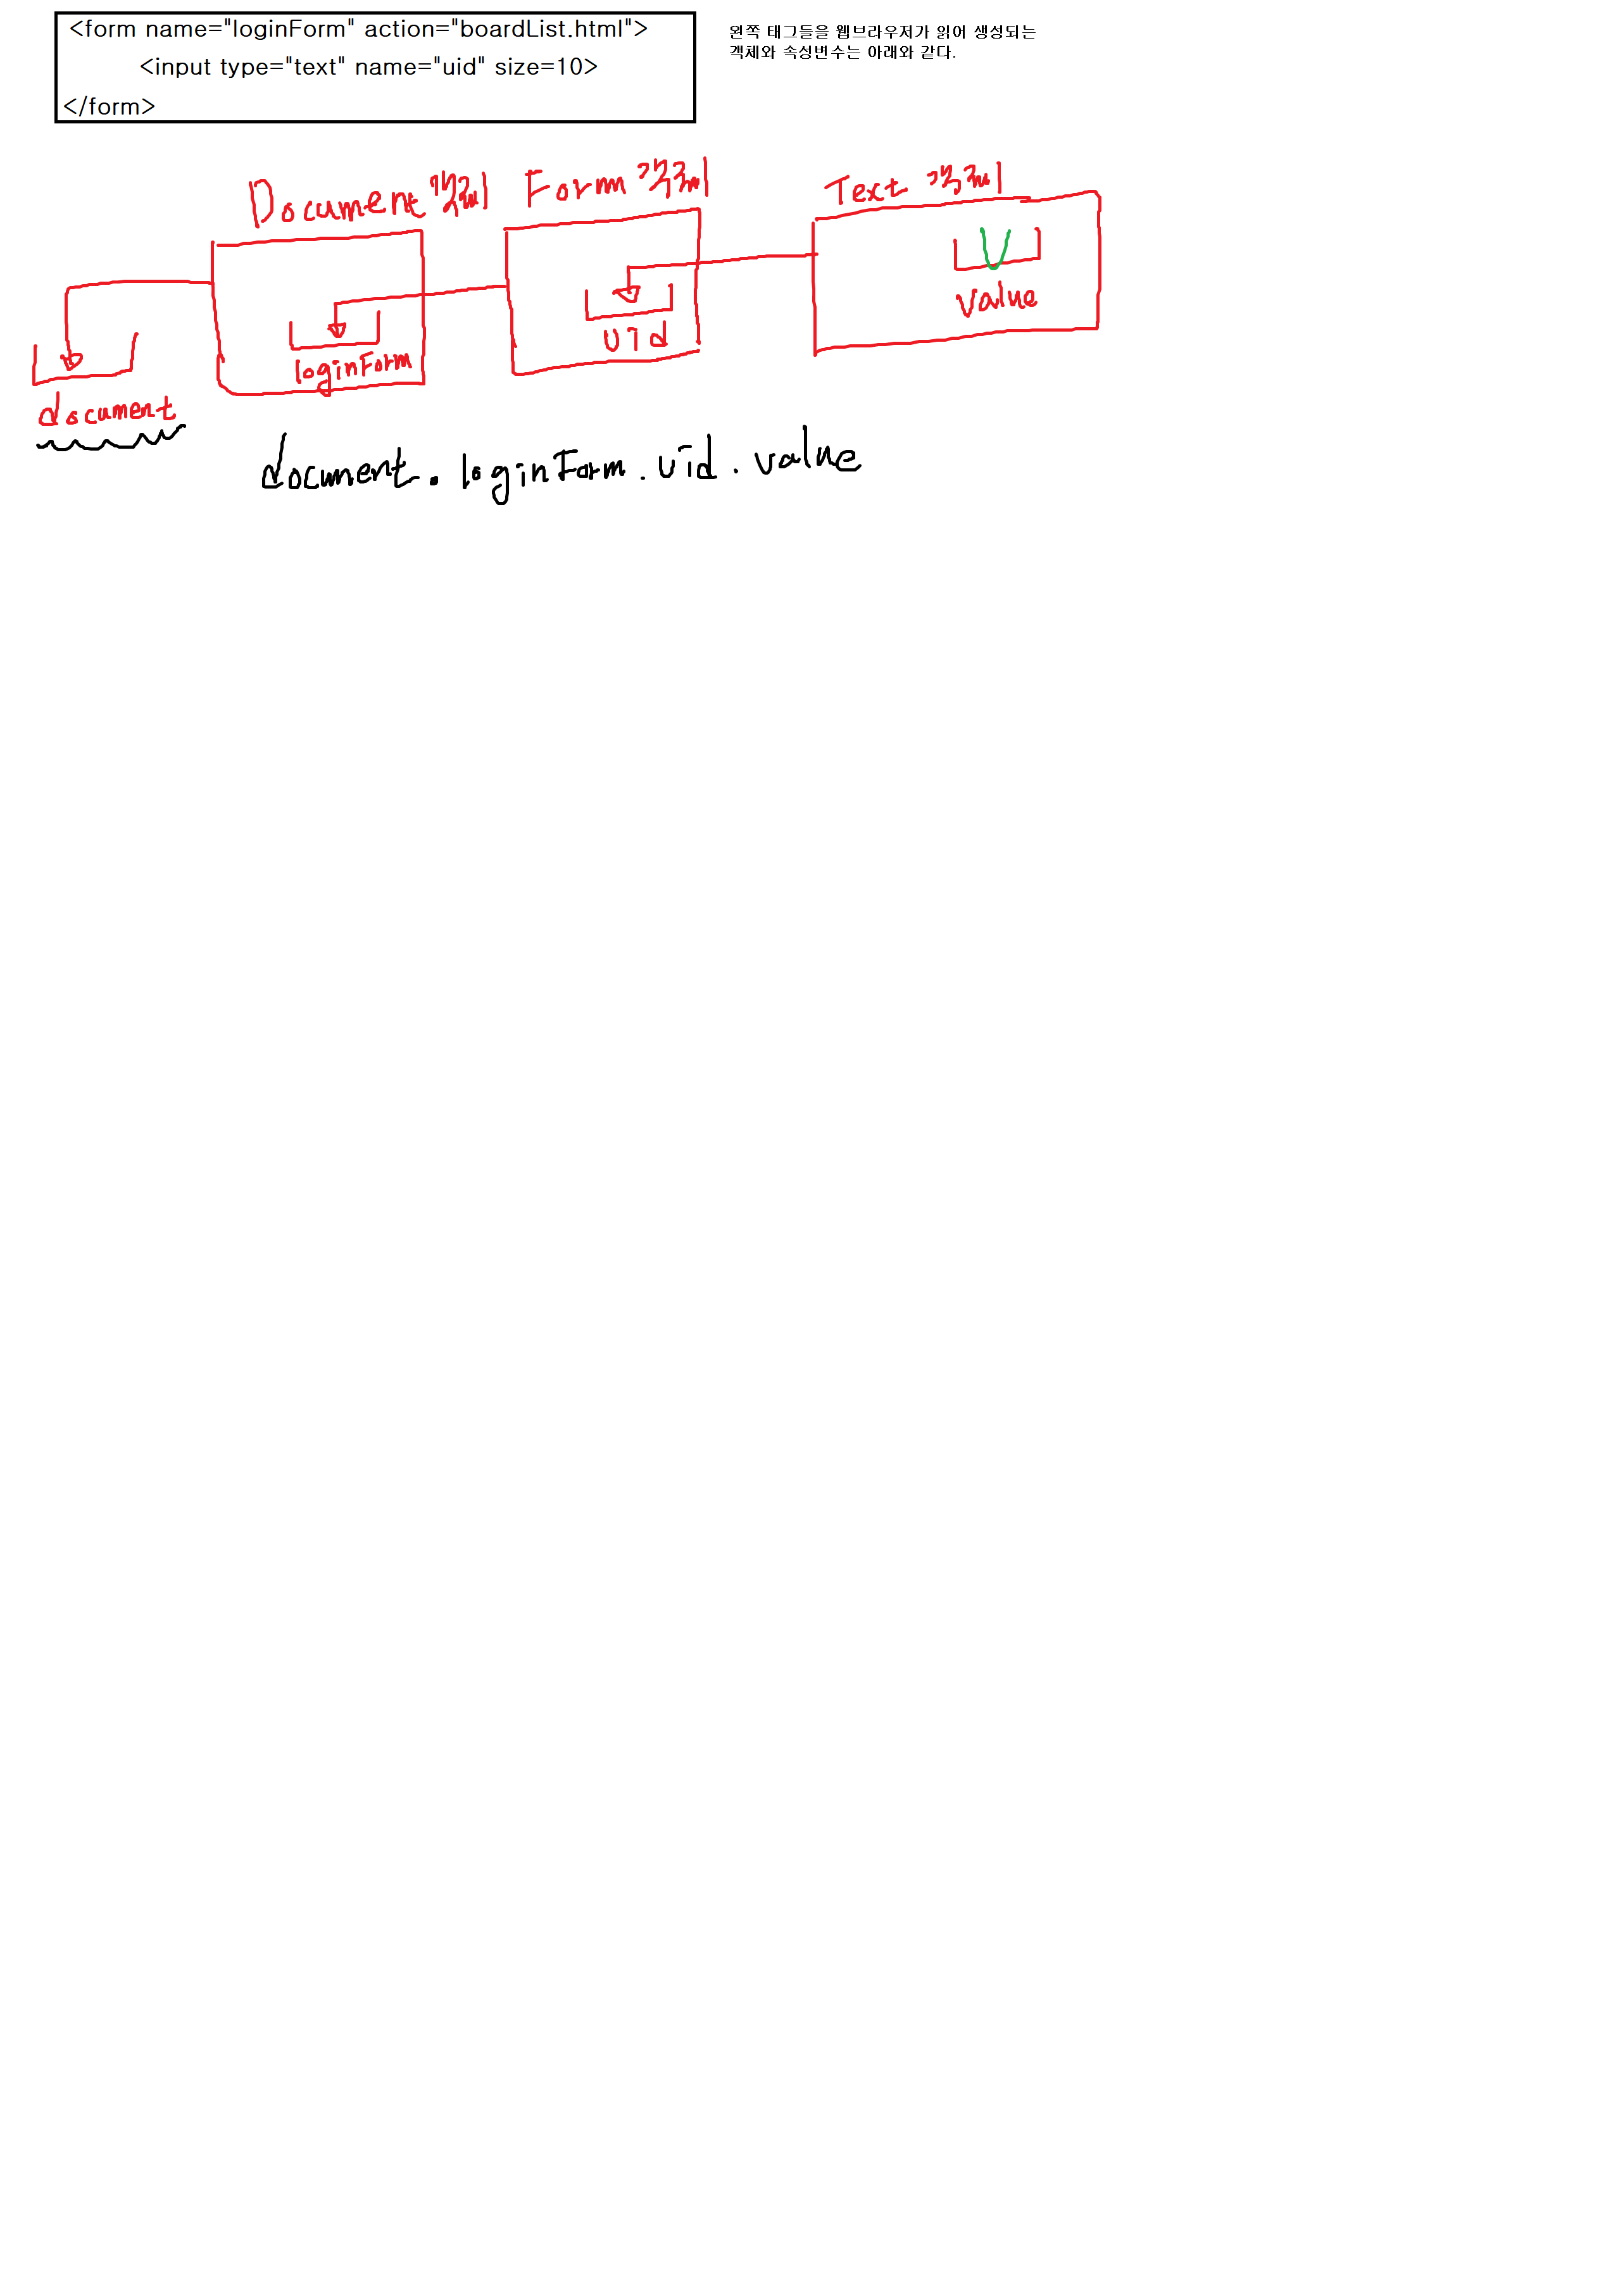 <form name="loginForm" action="boardList.html">
<input type="text" name="uid" size=10>
</form>
왼쪽 태그들을 웹브라우저가 읽어 생성되는
객체와 속성변수는 아래와 같다.
Document 객체 Form 객체 Text 객체
value
uid
loginForm
document
document.loginForm.uid.value